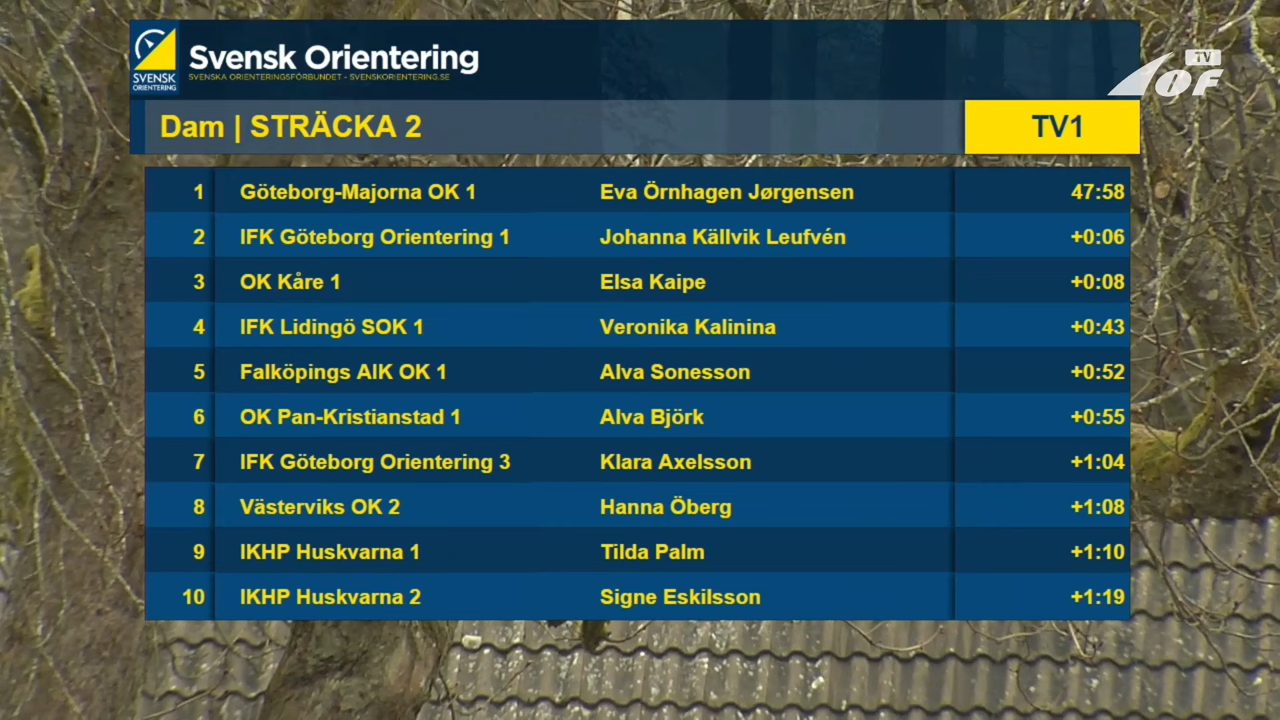 Svensk Orientering
SVENSK
ORIENTERING
SVENSKA ORIENTERINGSFÖRBUNDET - SVENSKORIENTERING.SE
TV
OF
Dam | STRÄCKA 2 TV1
1 Göteborg-Majorna OK 1 Eva Örnhagen Jørgensen 47:58
2 IFK Göteborg Orientering 1 Johanna Källvik Leufvén +0:06
3 OK Kåre 1 Elsa Kaipe +0:08
4 IFK Lidingö SOK 1 Veronika Kalinina +0:43
5 Falköpings AIK OK 1 Alva Sonesson +0:52
6 OK Pan-Kristianstad 1 Alva Björk +0:55
7 IFK Göteborg Orientering 3 Klara Axelsson +1:04
8 Västerviks OK 2 Hanna Öberg +1:08
9 IKHP Huskvarna 1 Tilda Palm +1:10
10 IKHP Huskvarna 2 Signe Eskilsson +1:19